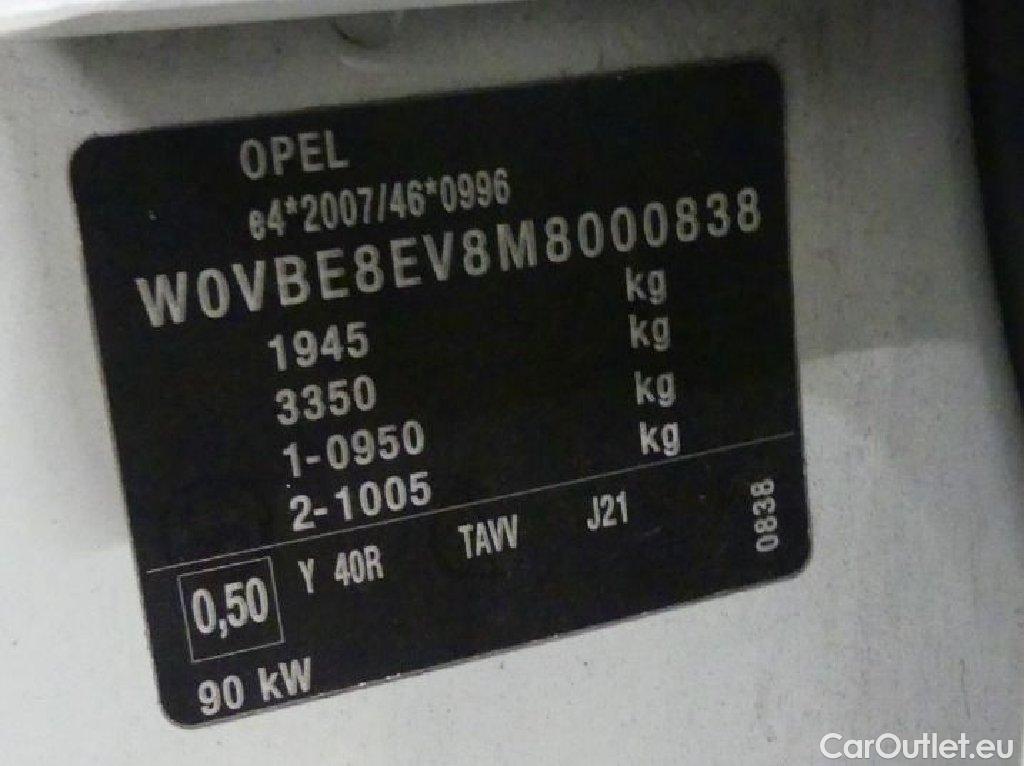 OPEL
e4*2007/46*0996
W0VBE8EV8M8000838
1945 kg
3350 kg
1-0950 kg
2-1005 kg
0,50 Y 40R TAVV J21 0838
90 kW
CarOutlet.eu